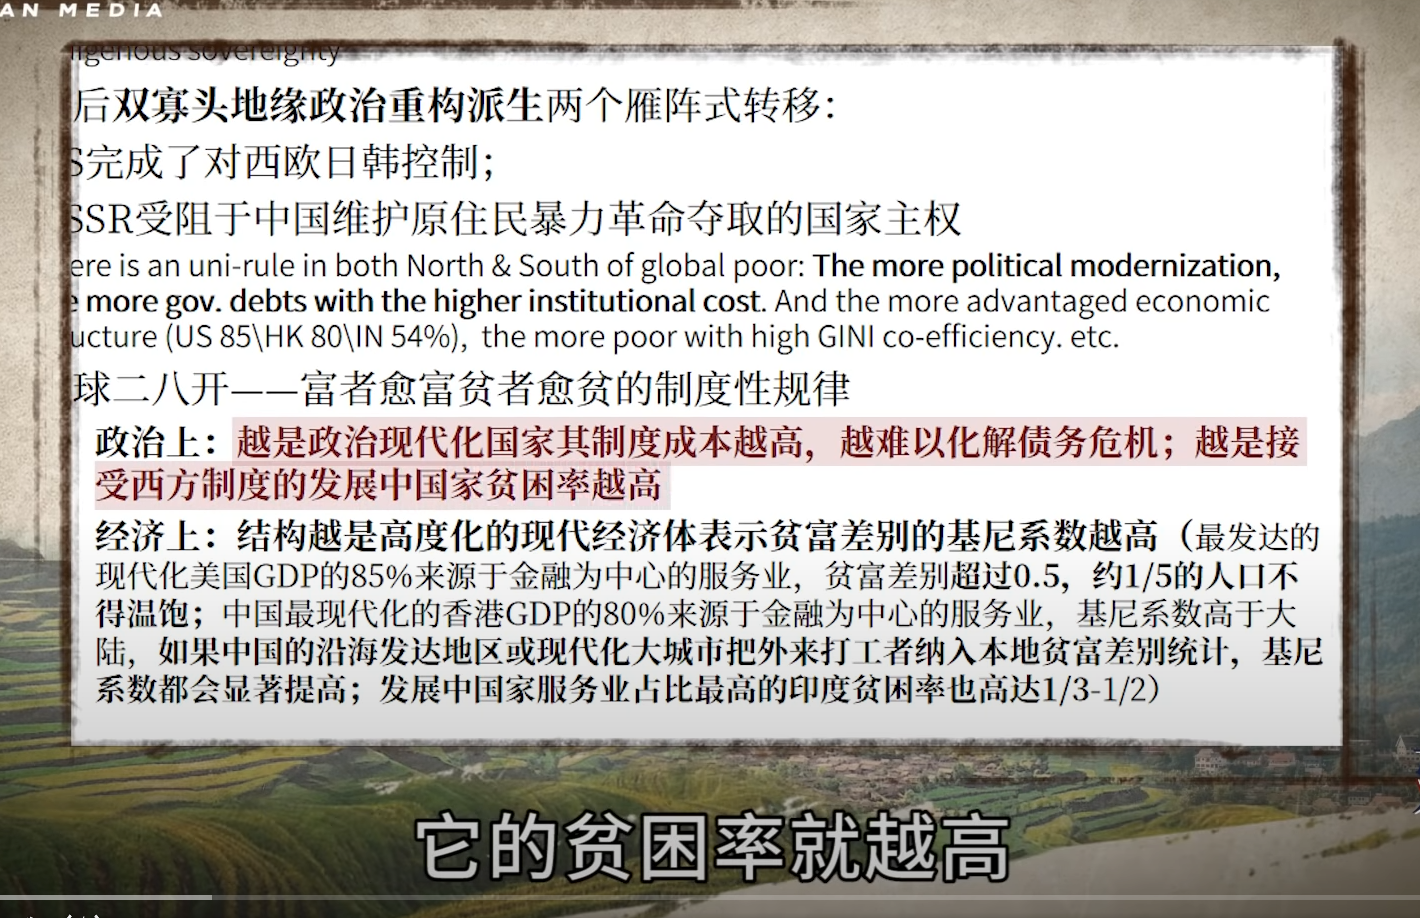 AN MEDIA
igenous sovereignty
后双寡头地缘政治重构派生两个雁阵式转移：
S完成了对西欧日韩控制；
SSR受阻于中国维护原住民暴力革命夺取的国家主权
ere is an uni-rule in both North & South of global poor: The more political modernization,
e more gov. debts with the higher institutional cost. And the more advantaged economic
ucture (US 85\HK 80\IN 54%), the more poor with high GINI co-efficiency. etc.
球二八开——富者愈富贫者愈贫的制度性规律
政治上：越是政治现代化国家其制度成本越高，越难以化解债务危机；越是接
受西方制度的发展中国家贫困率越高
经济上：结构越是高度化的现代经济体表示贫富差别的基尼系数越高（最发达的
现代化美国GDP的85%来源于金融为中心的服务业，贫富差别超过0.5，约1/5的人口不
得温饱；中国最现代化的香港GDP的80%来源于金融为中心的服务业，基尼系数高于大
陆，如果中国的沿海发达地区或现代化大城市把外来打工者纳入本地贫富差别统计，基尼
系数都会显著提高；发展中国家服务业占比最高的印度贫困率也高达1/3-1/2）
它的贫困率就越高